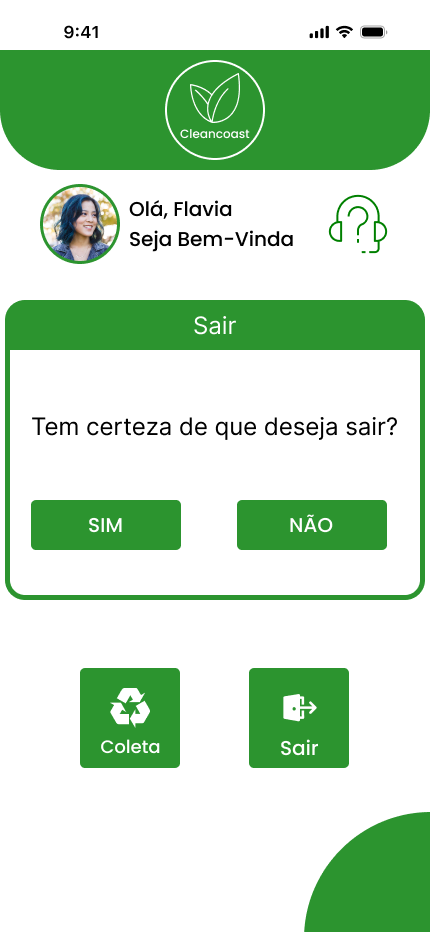 9:41
Cleancoast
Olá, Flavia
Seja Bem-Vinda
?
Sair
Tem certeza de que deseja sair?
SIM
NÃO
Coleta
Sair